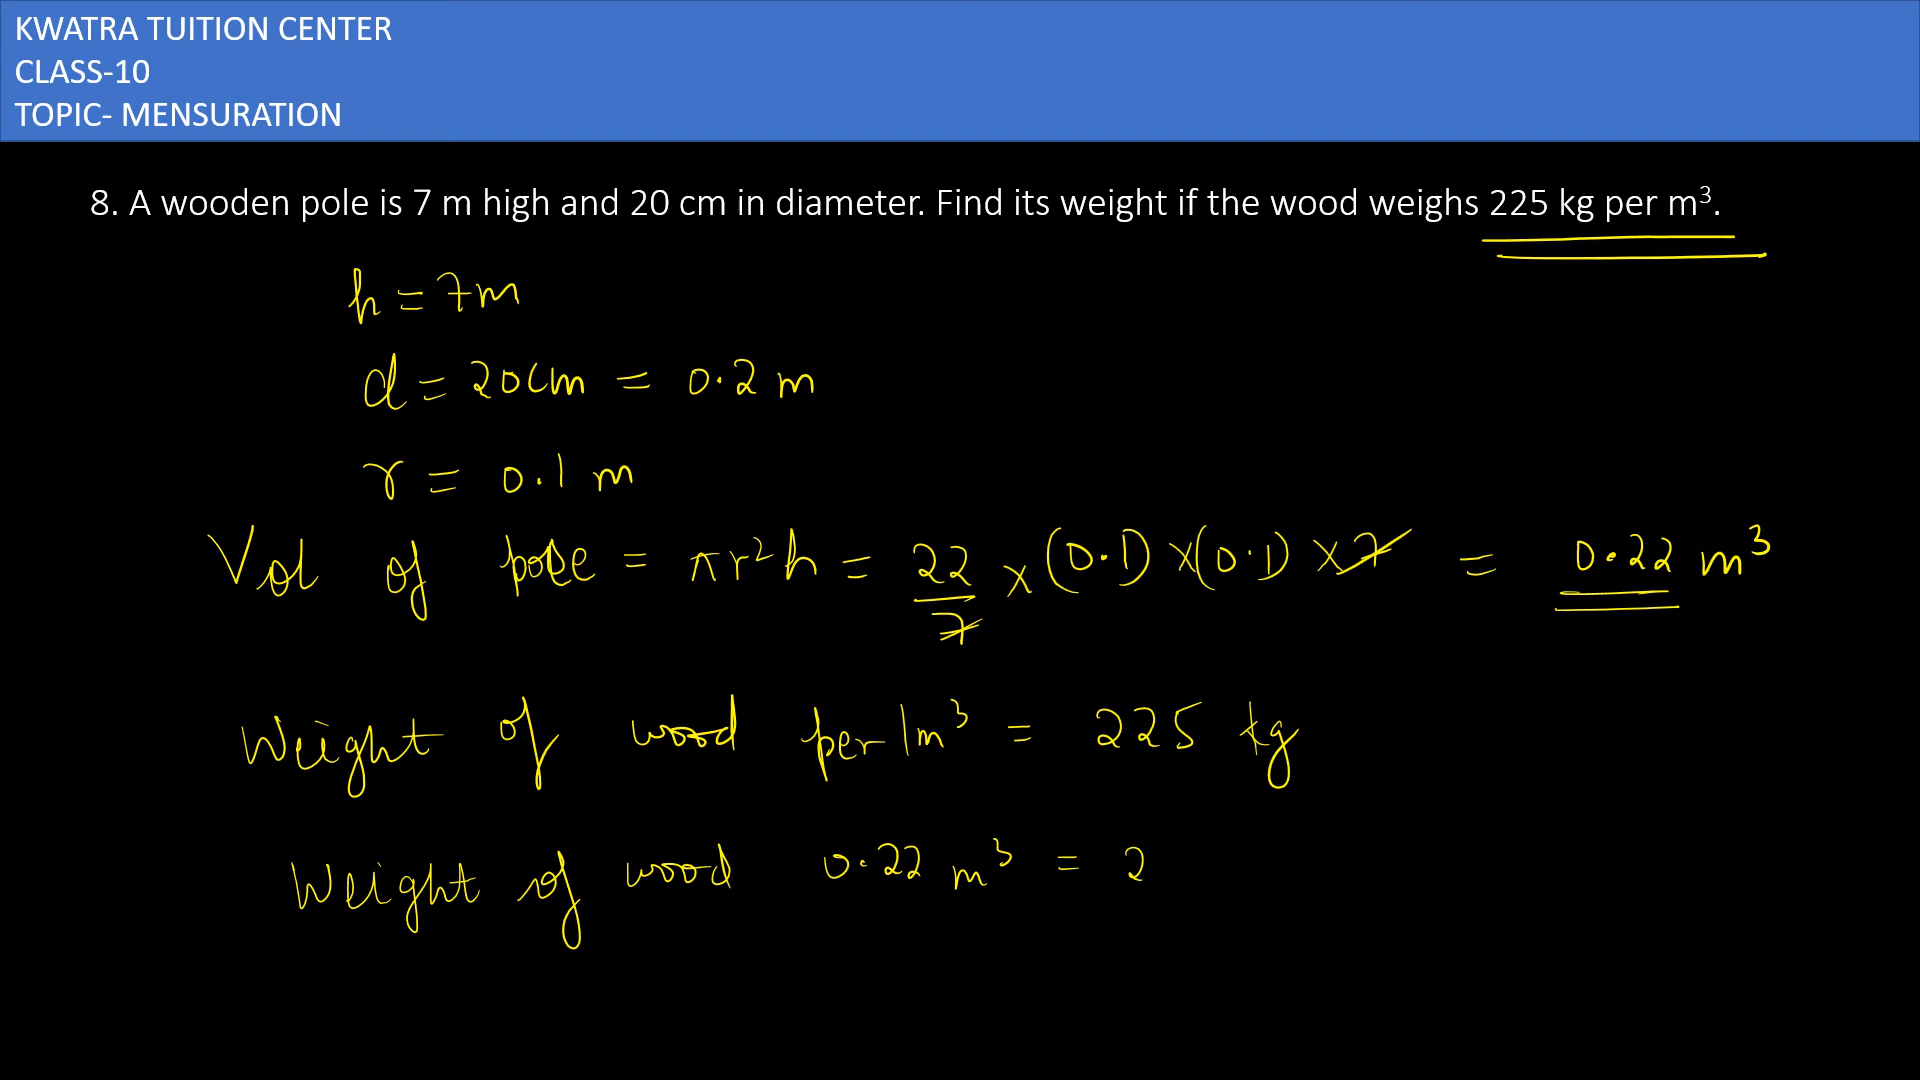 KWATRA TUITION CENTER
CLASS-10
TOPIC- MENSURATION
8. A wooden pole is 7 m high and 20 cm in diameter. Find its weight if the wood weighs 225 kg per m³.
h = 7m
d = 20cm = 0.2 m
r = 0.1 m
Vol of pole = πr²h = 22/7 × (0.1) × (0.1) × 7 = 0.22 m³
Weight of wood per 1m³ = 225 kg
Weight of wood 0.22 m³ = 2